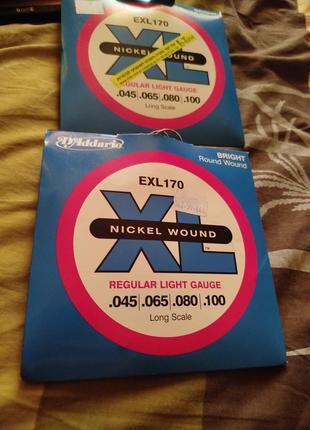 EXL170
XL
NICKEL WOUND
REGULAR LIGHT GAUGE
.045 .065 .080 .100
Long Scale
D'Addario
BRIGHT
Round Wound
EXL170
XL
NICKEL WOUND
REGULAR LIGHT GAUGE
.045 .065 .080 .100
Long Scale